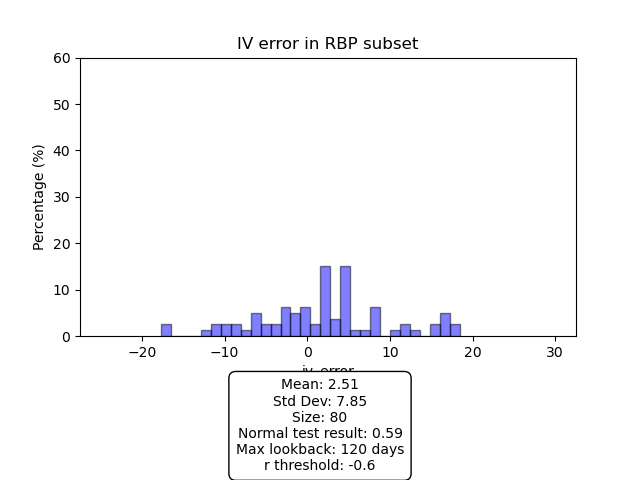 IV error in RBP subset
60
50
40
30
20
10
0
Percentage (%)
−20 −10 0 10 20 30
iv_error
Mean: 2.51
Std Dev: 7.85
Size: 80
Normal test result: 0.59
Max lookback: 120 days
r threshold: -0.6